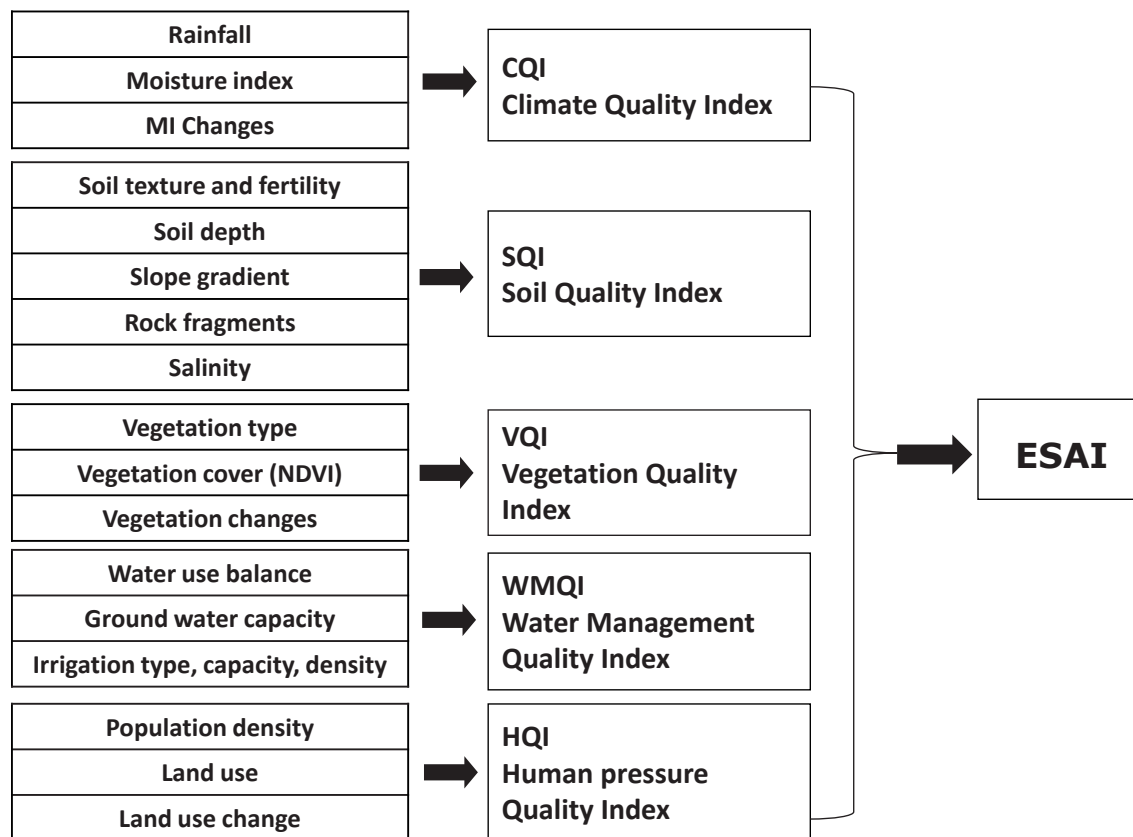 Rainfall
Moisture index
MI Changes
CQI
Climate Quality Index
Soil texture and fertility
Soil depth
Slope gradient
Rock fragments
Salinity
SQI
Soil Quality Index
Vegetation type
Vegetation cover (NDVI)
Vegetation changes
VQI
Vegetation Quality
Index
Water use balance
Ground water capacity
Irrigation type, capacity, density
WMQI
Water Management
Quality Index
Population density
Land use
Land use change
HQI
Human pressure
Quality Index
ESAI